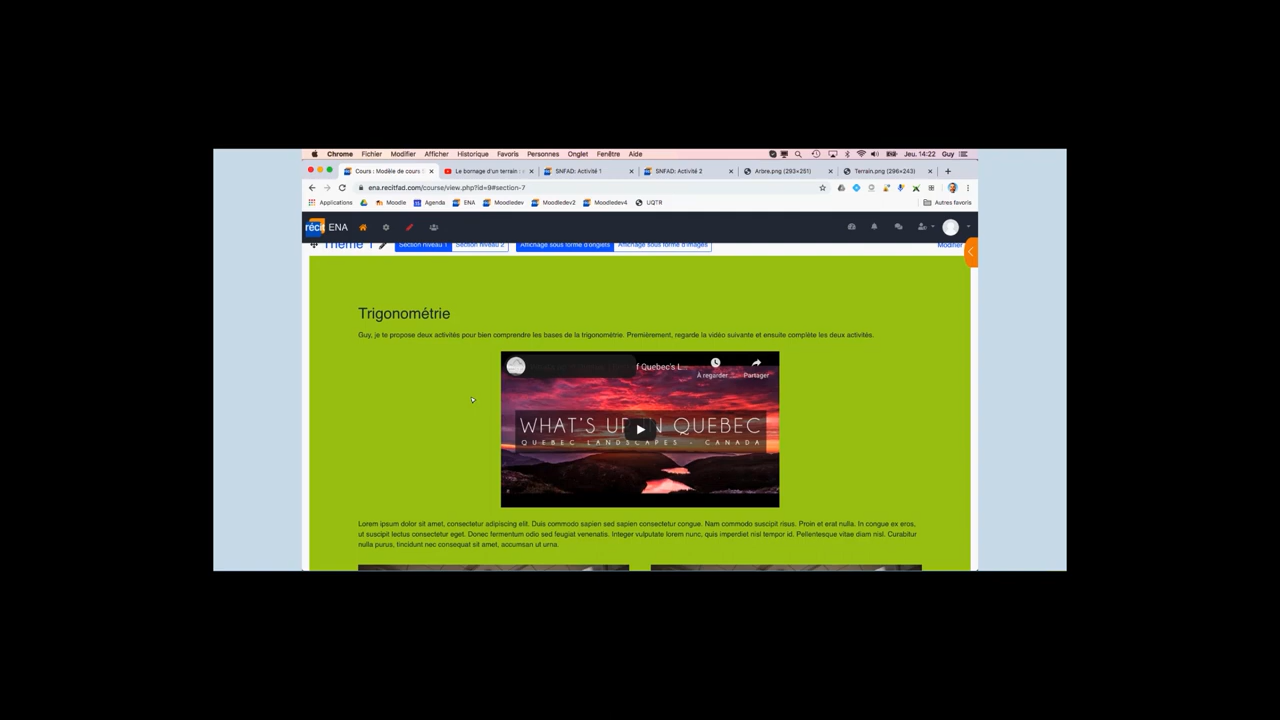 Chrome Fichier Modifier Afficher Historique Favoris Personnes Onglet Fenêtre Aide Jeu. 14:22 Guy
Cours : Modèle de cours S Le bornage d'un terrain : SNFAD: Activité 1 SNFAD: Activité 2 Arbre.png (293×251) Terrain.png (296×243)
ena.recitfad.com/course/view.php?id=9#section-7
Applications Moodle Agenda ENA Moodledev Moodledev2 Moodledev4 UQTR Autres favoris
récit ENA
Thème 1 Section niveau 1 Section niveau 2 Affichage sous forme d'onglets Affichage sous forme d'images Modifier
Trigonométrie
Guy, je te propose deux activités pour bien comprendre les bases de la trigonométrie. Premièrement, regarde la vidéo suivante et ensuite complète les deux activités.
f Quebec's L... À regarder ... Partager
WHAT'S UP IN QUEBEC
QUEBEC LANDSCAPES - CANADA
Lorem ipsum dolor sit amet, consectetur adipiscing elit. Duis commodo sapien sed sapien consectetur congue. Nam commodo suscipit risus. Proin et erat nulla. In congue ex eros,
ut suscipit lectus consectetur eget. Donec fermentum odio sed feugiat venenatis. Integer vulputate lorem nunc, quis imperdiet nisl tempor id. Pellentesque vitae diam nisl. Curabitur
nulla purus, tincidunt nec consequat sit amet, accumsan ut urna.